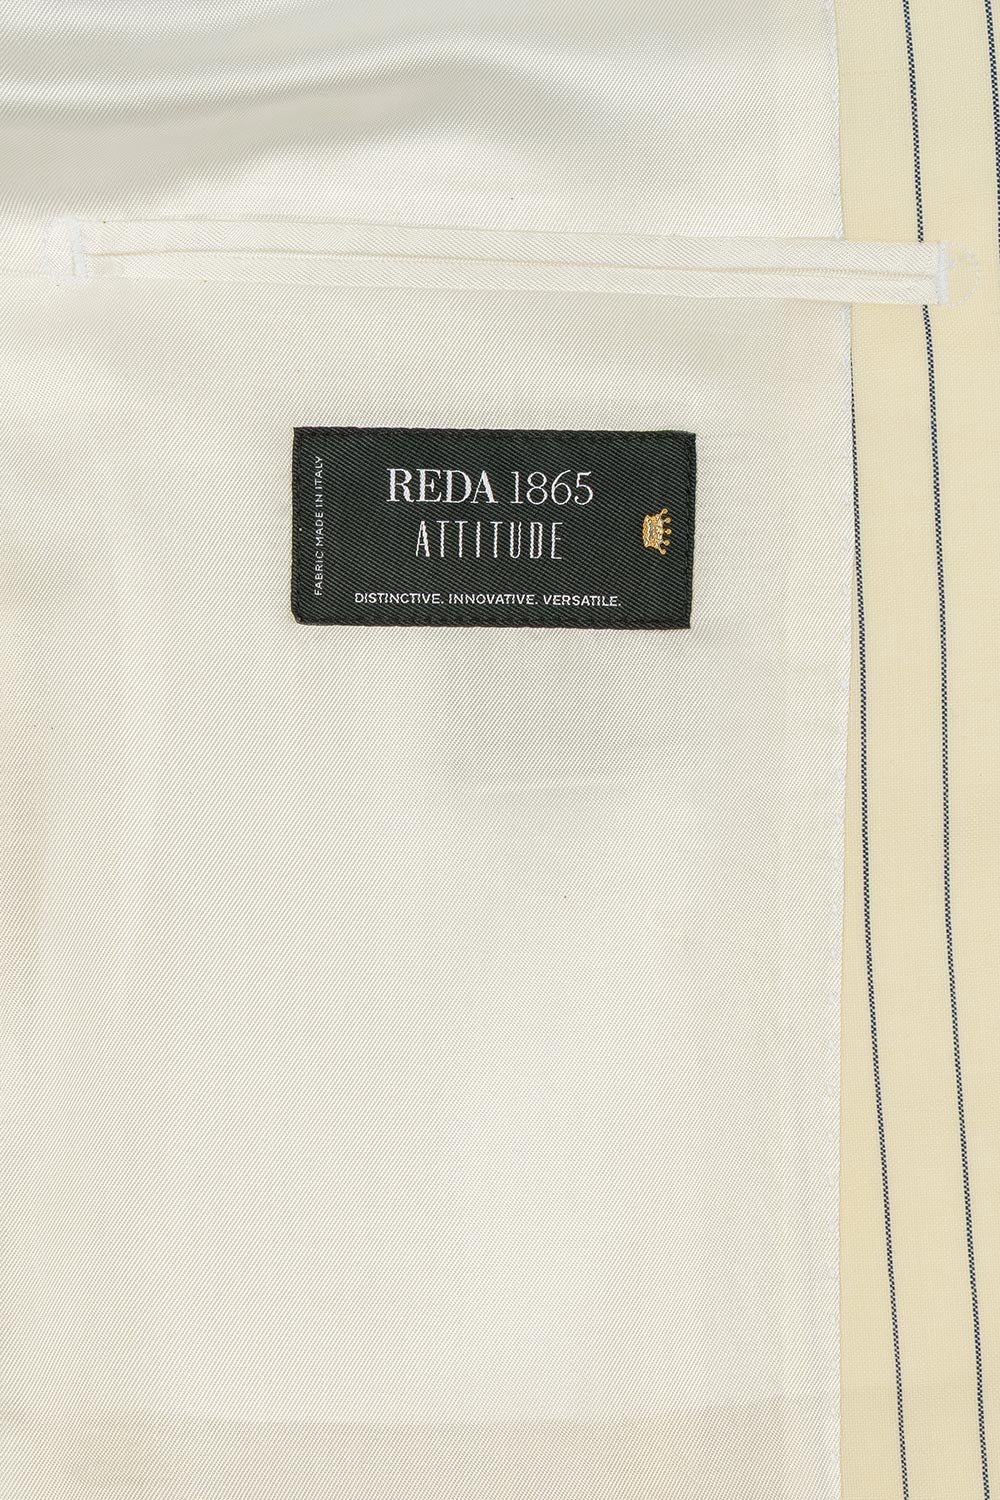 REDA 1865
ATTITUDE
DISTINCTIVE. INNOVATIVE. VERSATILE.
FABRIC MADE IN ITALY